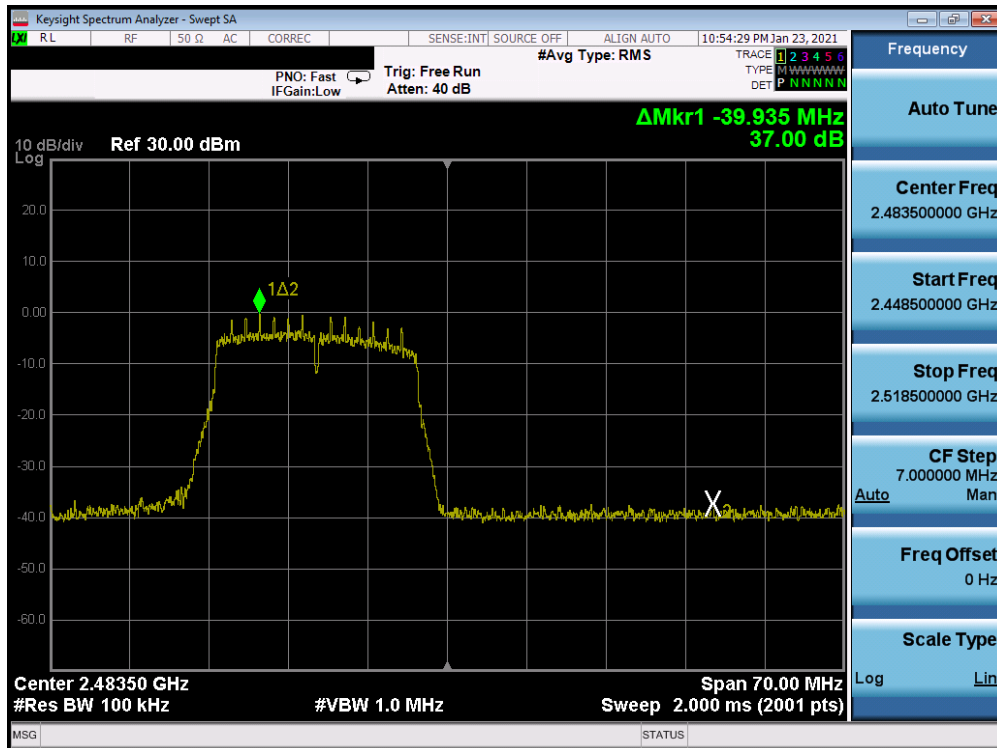 Keysight Spectrum Analyzer - Swept SA
LXI RL RF 50 Ω AC CORREC SENSE:INT SOURCE OFF ALIGN AUTO 10:54:29 PM Jan 23, 2021
#Avg Type: RMS
TRACE 1 2 3 4 5 6
PNO: Fast Trig: Free Run
TYPE M WWWWW
IFGain:Low Atten: 40 dB
DET P N N N N N
ΔMkr1 -39.935 MHz
37.00 dB
10 dB/div Ref 30.00 dBm
Log
20.0
10.0
1Δ2
0.00
-10.0
-20.0
-30.0
X2
-40.0
-50.0
-60.0
Center 2.48350 GHz Span 70.00 MHz
#Res BW 100 kHz #VBW 1.0 MHz Sweep 2.000 ms (2001 pts)
MSG STATUS
Frequency
Auto Tune
Center Freq
2.483500000 GHz
Start Freq
2.448500000 GHz
Stop Freq
2.518500000 GHz
CF Step
7.000000 MHz
Auto Man
Freq Offset
0 Hz
Scale Type
Log Lin